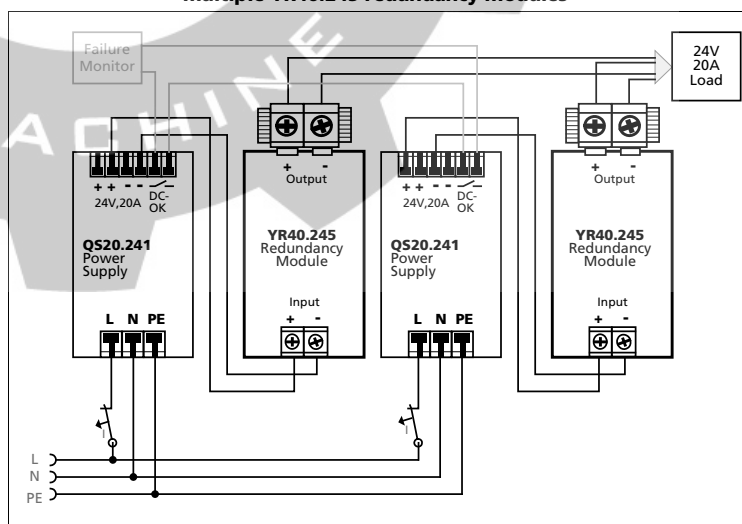 Multiple YR40.245 redundancy modules
Failure
Monitor
24V
20A
Load
ACHINE
+ + - -
24V,20A
DC-
OK
QS20.241
Power
Supply
L N PE
+ -
Output
YR40.245
Redundancy
Module
Input
+ -
+ + - -
24V,20A
DC-
OK
QS20.241
Power
Supply
L N PE
+ -
Output
YR40.245
Redundancy
Module
Input
+ -
L
N
PE